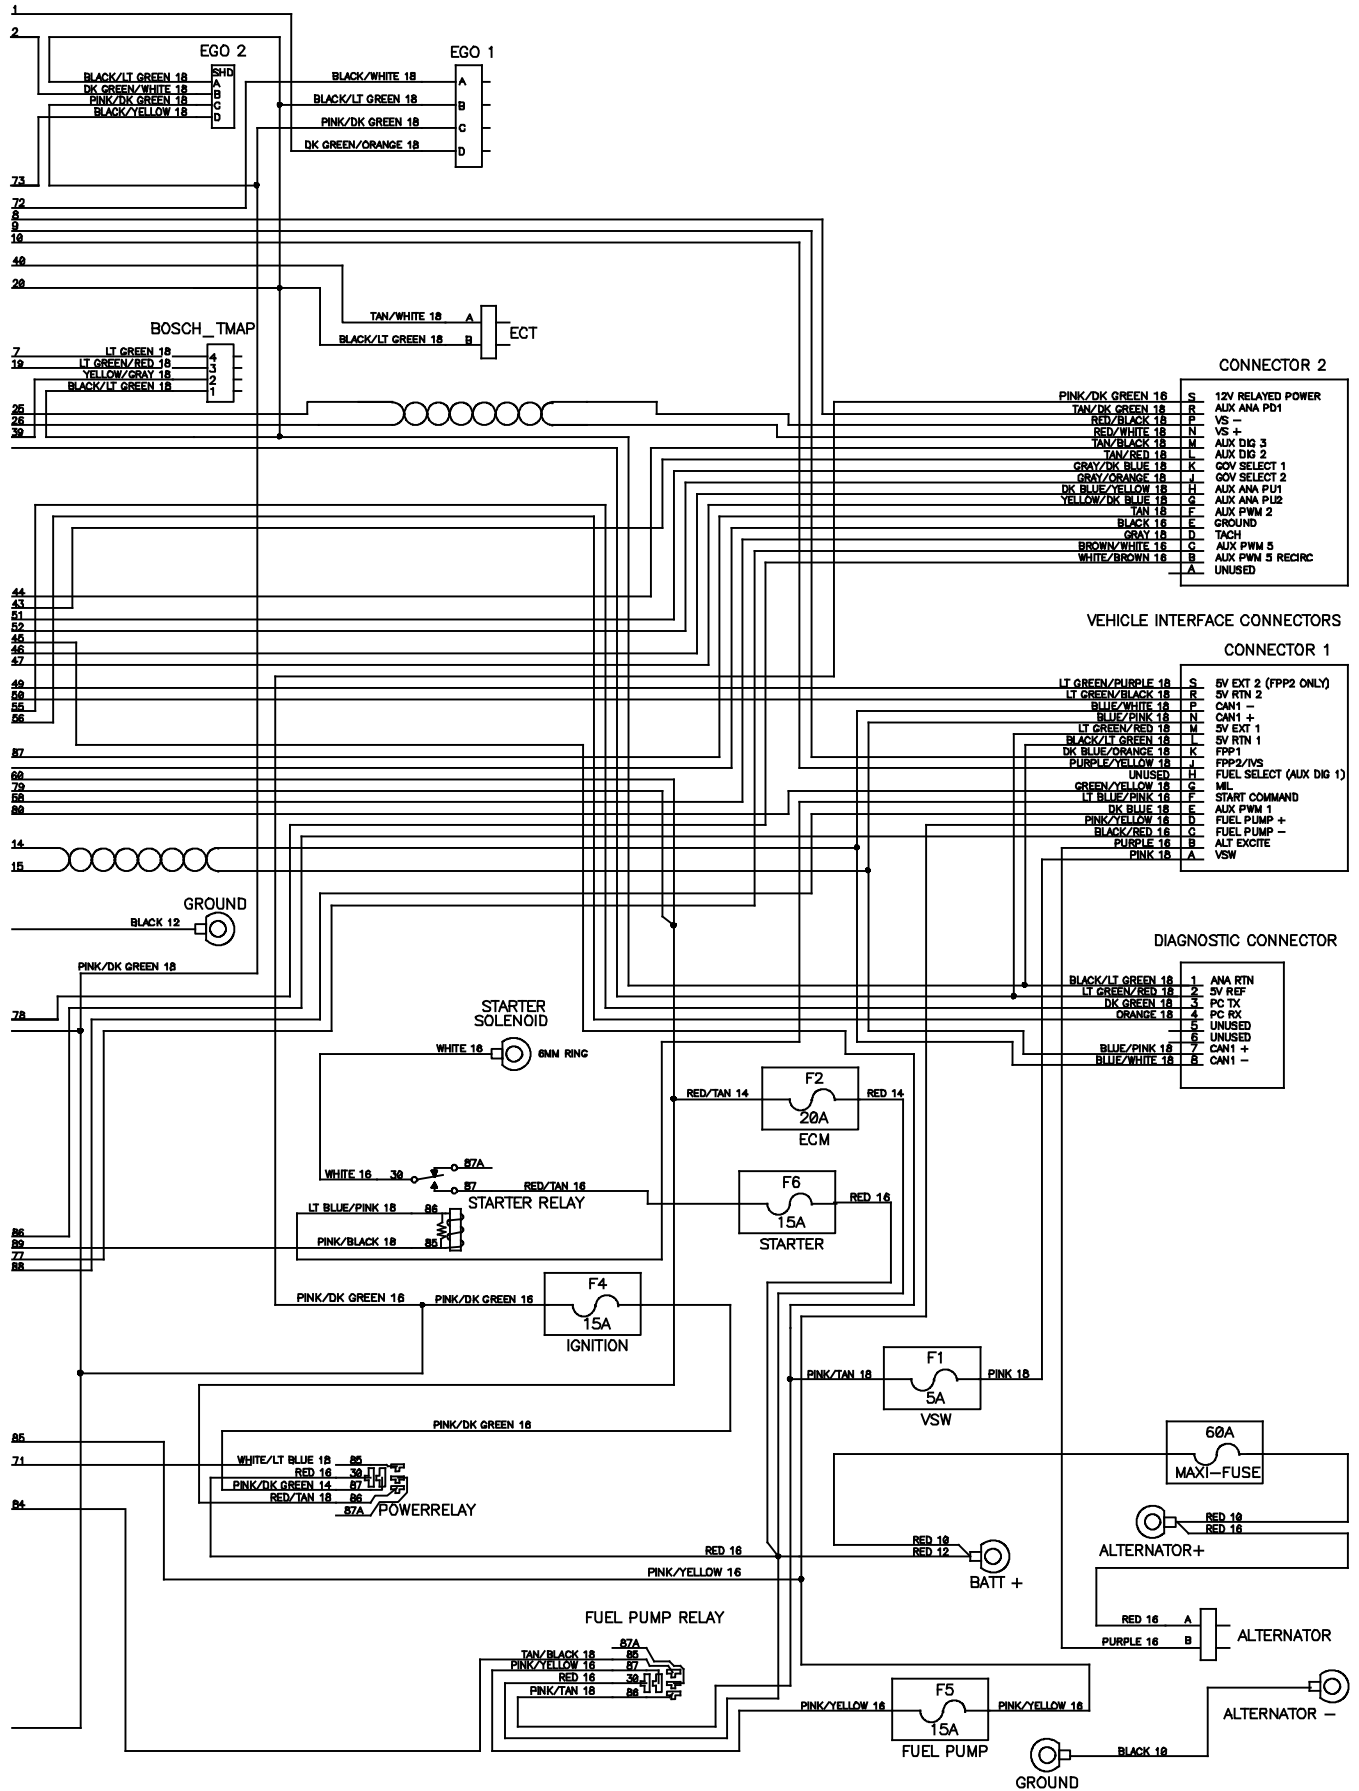 1
2
EGO 2
EGO 1
SHD
BLACK/LT GREEN 18 A
DK GREEN/WHITE 18 B
PINK/DK GREEN 18 C
BLACK/YELLOW 18 D
BLACK/WHITE 18 A
BLACK/LT GREEN 18 B
PINK/DK GREEN 18 C
DK GREEN/ORANGE 18 D
73
72
8
9
10
40
20
TAN/WHITE 18 A
BLACK/LT GREEN 18 B
ECT
BOSCH_TMAP
7 LT GREEN 18 4
19 LT GREEN/RED 18 3
YELLOW/GRAY 18 2
BLACK/LT GREEN 18 1
25
26
39
CONNECTOR 2
PINK/DK GREEN 16 S 12V RELAYED POWER
TAN/DK GREEN 18 R AUX ANA PD1
RED/BLACK 18 P VS -
RED/WHITE 18 N VS +
TAN/BLACK 18 M AUX DIG 3
TAN/RED 18 L AUX DIG 2
GRAY/DK BLUE 18 K GOV SELECT 1
GRAY/ORANGE 18 J GOV SELECT 2
DK BLUE/YELLOW 18 H AUX ANA PU1
YELLOW/DK BLUE 18 G AUX ANA PU2
TAN 18 F AUX PWM 2
BLACK 16 E GROUND
GRAY 18 D TACH
BROWN/WHITE 16 C AUX PWM 5
WHITE/BROWN 16 B AUX PWM 5 RECIRC
A UNUSED
44
43
51
52
45
46
47
VEHICLE INTERFACE CONNECTORS
CONNECTOR 1
49
50
55
56
LT GREEN/PURPLE 18 S 5V EXT 2 (FPP2 ONLY)
LT GREEN/BLACK 18 R 5V RTN 2
BLUE/WHITE 18 P CAN1 -
BLUE/PINK 18 N CAN1 +
LT GREEN/RED 18 M 5V EXT 1
BLACK/LT GREEN 18 L 5V RTN 1
DK BLUE/ORANGE 18 K FPP1
PURPLE/YELLOW 18 J FPP2/IVS
UNUSED H FUEL SELECT (AUX DIG 1)
GREEN/YELLOW 18 G MIL
LT BLUE/PINK 16 F START COMMAND
DK BLUE 18 E AUX PWM 1
PINK/YELLOW 16 D FUEL PUMP +
BLACK/RED 16 C FUEL PUMP -
PURPLE 16 B ALT EXCITE
PINK 18 A VSW
87
60
79
58
80
14
15
GROUND
BLACK 12
PINK/DK GREEN 18
DIAGNOSTIC CONNECTOR
BLACK/LT GREEN 18 1 ANA RTN
LT GREEN/RED 18 2 5V REF
DK GREEN 18 3 PC TX
ORANGE 18 4 PC RX
5 UNUSED
6 UNUSED
BLUE/PINK 18 7 CAN1 +
BLUE/WHITE 18 8 CAN1 -
78
STARTER
SOLENOID
WHITE 16
6MM RING
F2
RED/TAN 14
RED 14
20A
ECM
87A
WHITE 16 30
87 RED/TAN 16
STARTER RELAY
F6
RED 16
15A
STARTER
LT BLUE/PINK 18 86
PINK/BLACK 18 85
86
89
77
88
F4
PINK/DK GREEN 16
PINK/DK GREEN 16
15A
IGNITION
F1
PINK/TAN 18
PINK 18
5A
VSW
PINK/DK GREEN 16
85
71
WHITE/LT BLUE 18 85
RED 16 30
PINK/DK GREEN 14 87
RED/TAN 18 86
87A
POWERRELAY
84
60A
MAXI-FUSE
RED 10
RED 16
ALTERNATOR+
RED 16
RED 10
RED 12
BATT +
PINK/YELLOW 16
FUEL PUMP RELAY
87A
TAN/BLACK 18 85
PINK/YELLOW 16 87
RED 16 30
PINK/TAN 18 86
RED 16 A
PURPLE 16 B
ALTERNATOR
F5
PINK/YELLOW 16
PINK/YELLOW 16
15A
FUEL PUMP
ALTERNATOR -
BLACK 10
GROUND